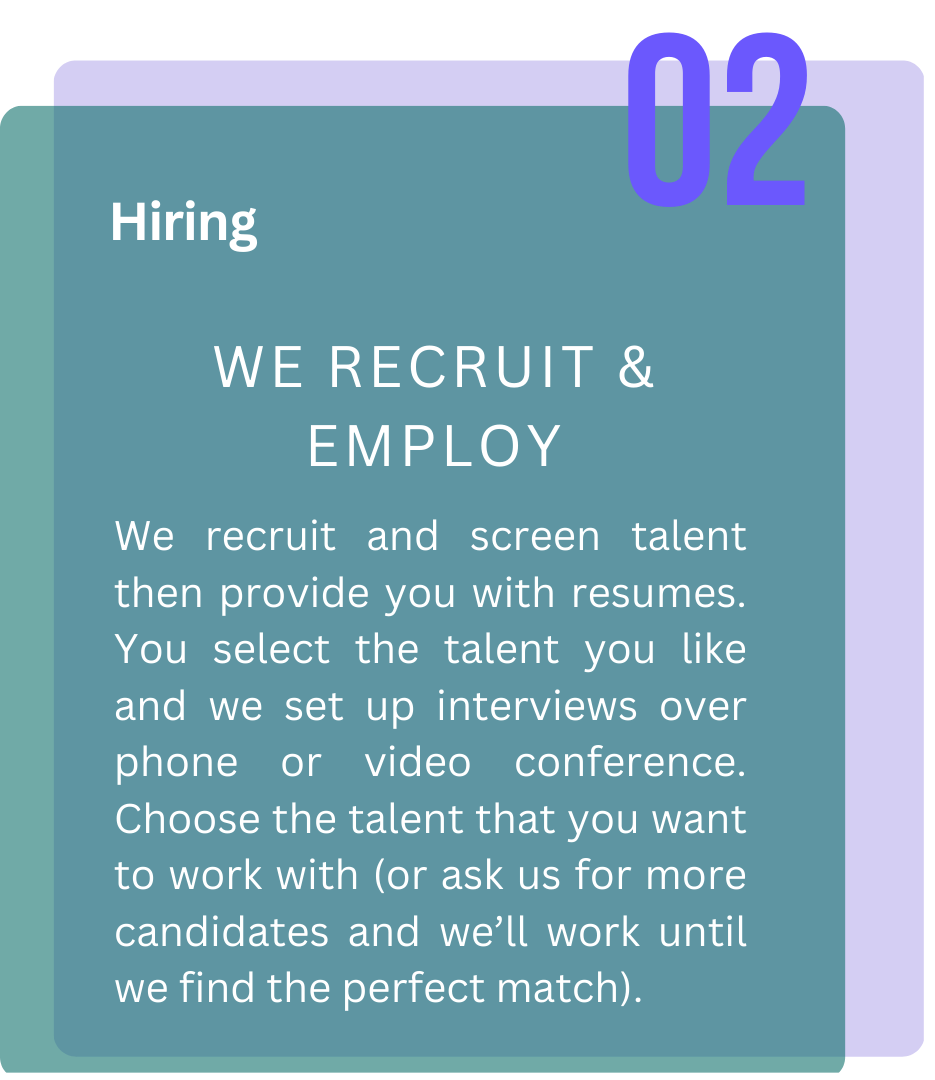 02
Hiring
WE RECRUIT &
EMPLOY
We recruit and screen talent
then provide you with resumes.
You select the talent you like
and we set up interviews over
phone or video conference.
Choose the talent that you want
to work with (or ask us for more
candidates and we’ll work until
we find the perfect match).